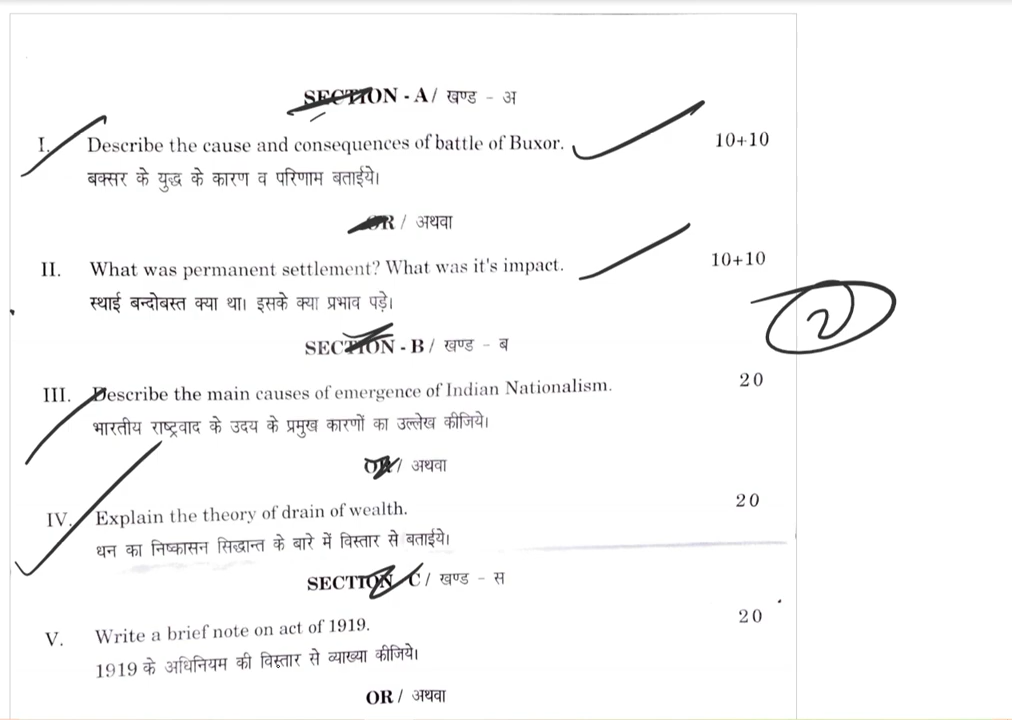 SECTION - A / खण्ड - अ
I. Describe the cause and consequences of battle of Buxor. 10+10
बक्सर के युद्ध के कारण व परिणाम बताईये।
OR / अथवा
II. What was permanent settlement? What was it's impact. 10+10
स्थाई बन्दोबस्त क्या था। इसके क्या प्रभाव पड़े।
2
SECTION - B / खण्ड - ब
III. Describe the main causes of emergence of Indian Nationalism. 20
भारतीय राष्ट्रवाद के उदय के प्रमुख कारणों का उल्लेख कीजिये।
OR / अथवा
IV. Explain the theory of drain of wealth. 20
धन का निष्कासन सिद्धान्त के बारे में विस्तार से बताईये।
SECTION C / खण्ड - स
V. Write a brief note on act of 1919. 20
1919 के अधिनियम की विस्तार से व्याख्या कीजिये।
OR / अथवा